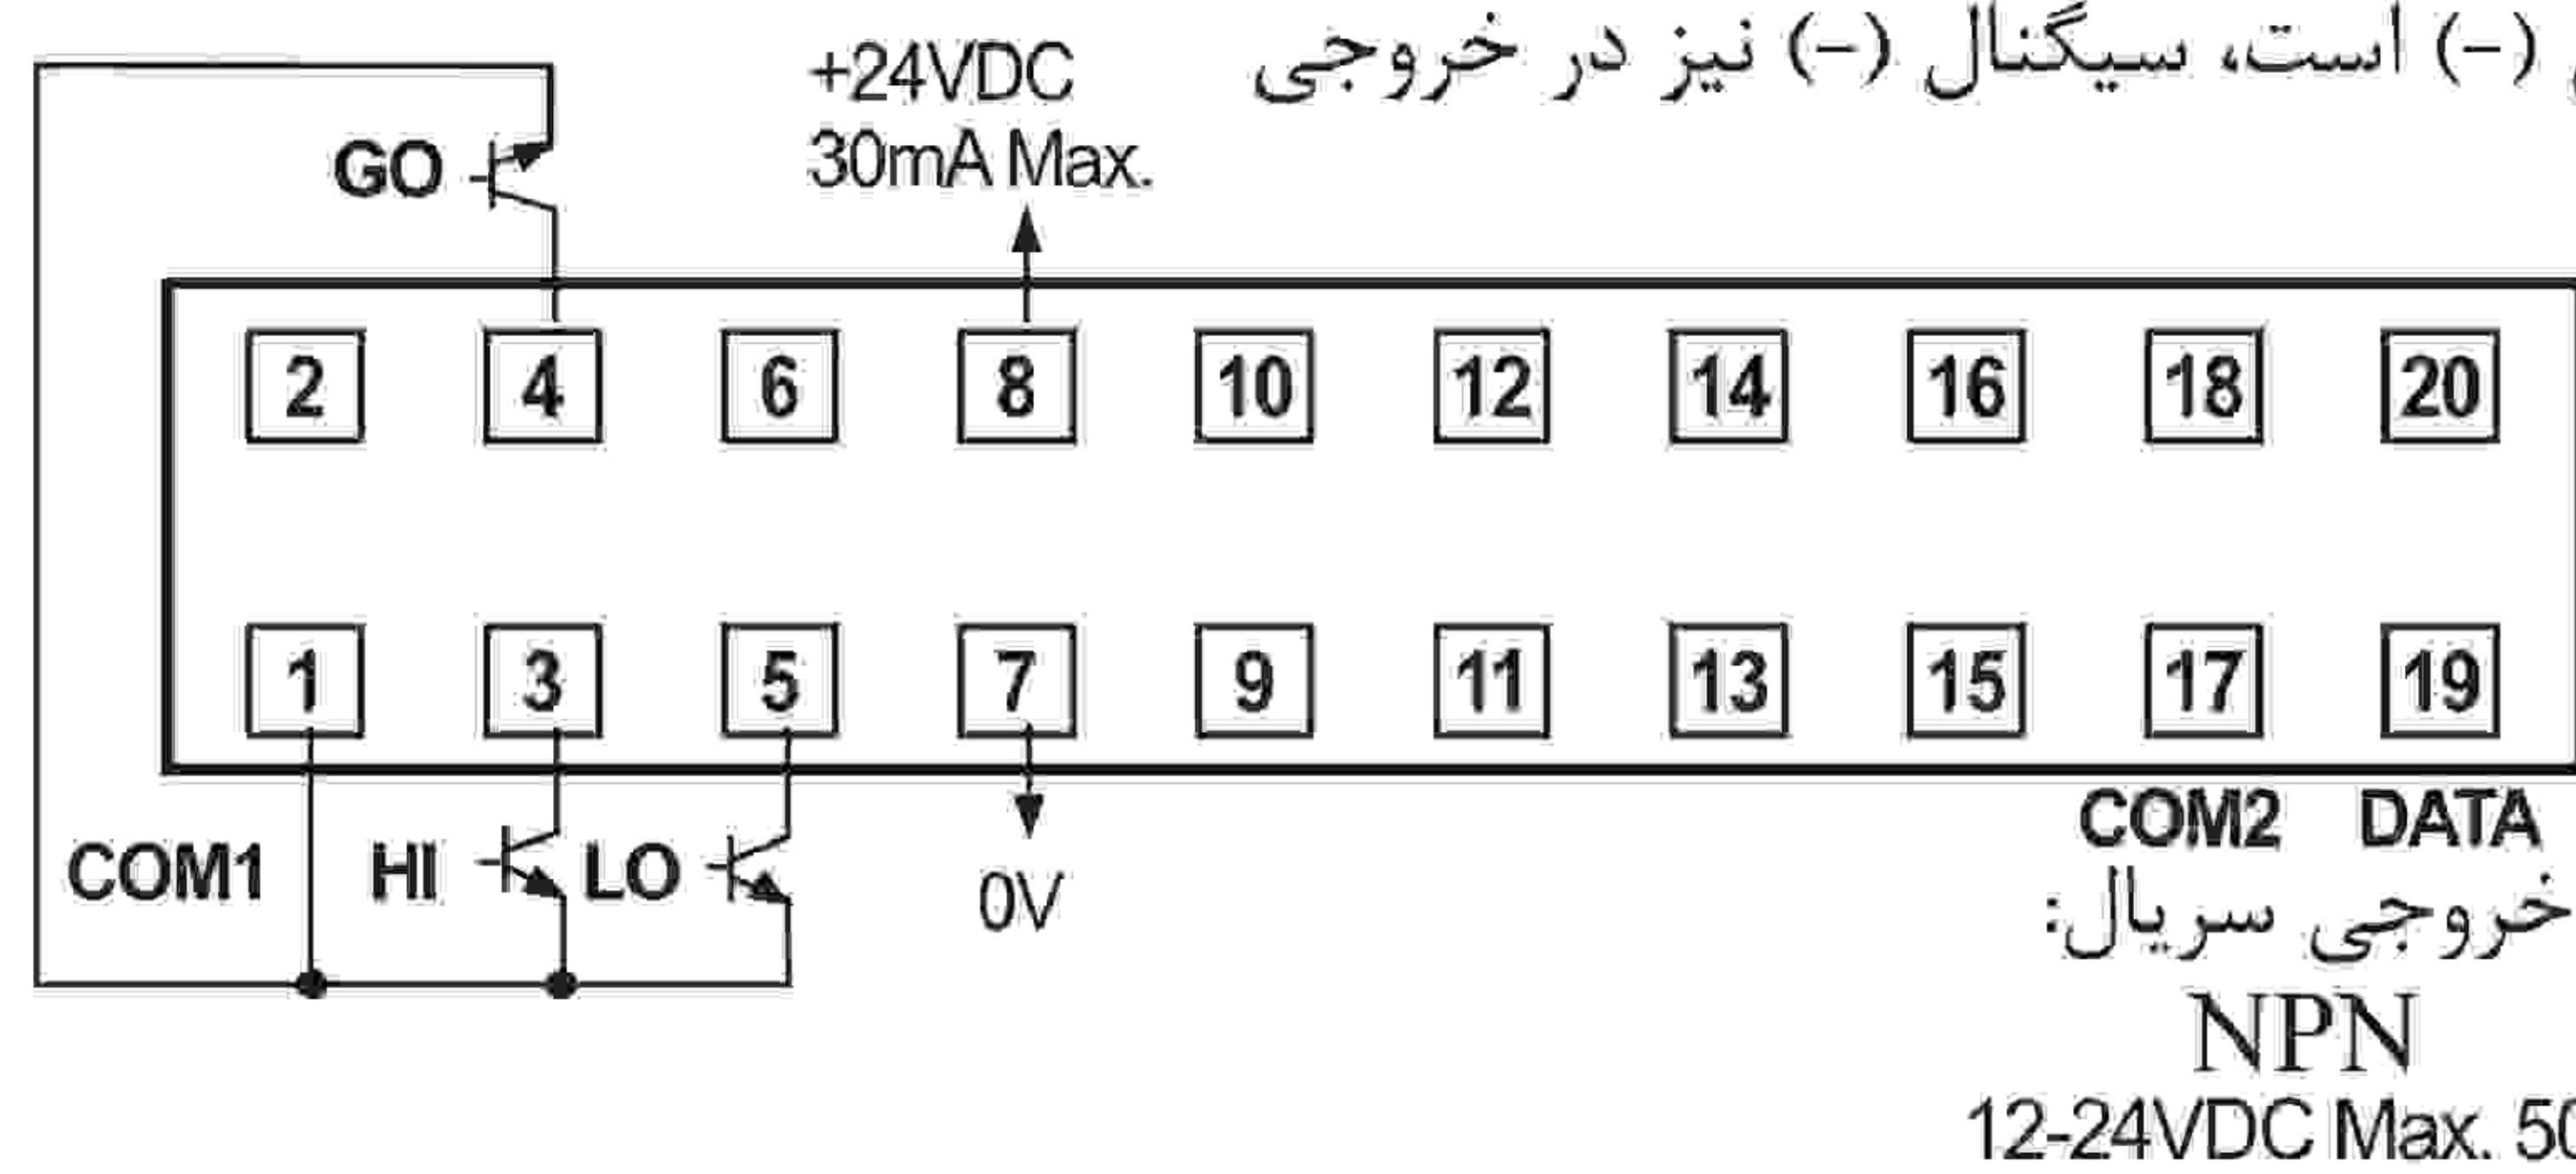 (-) است، سیگنال (-) نیز در خروجی
+24VDC
30mA Max.
GO
2 4 6 8 10 12 14 16 18 20
1 3 5 7 9 11 13 15 17 19
COM1 HI LO 0V
COM2 DATA
خروجی سریال:
NPN
12-24VDC Max. 50